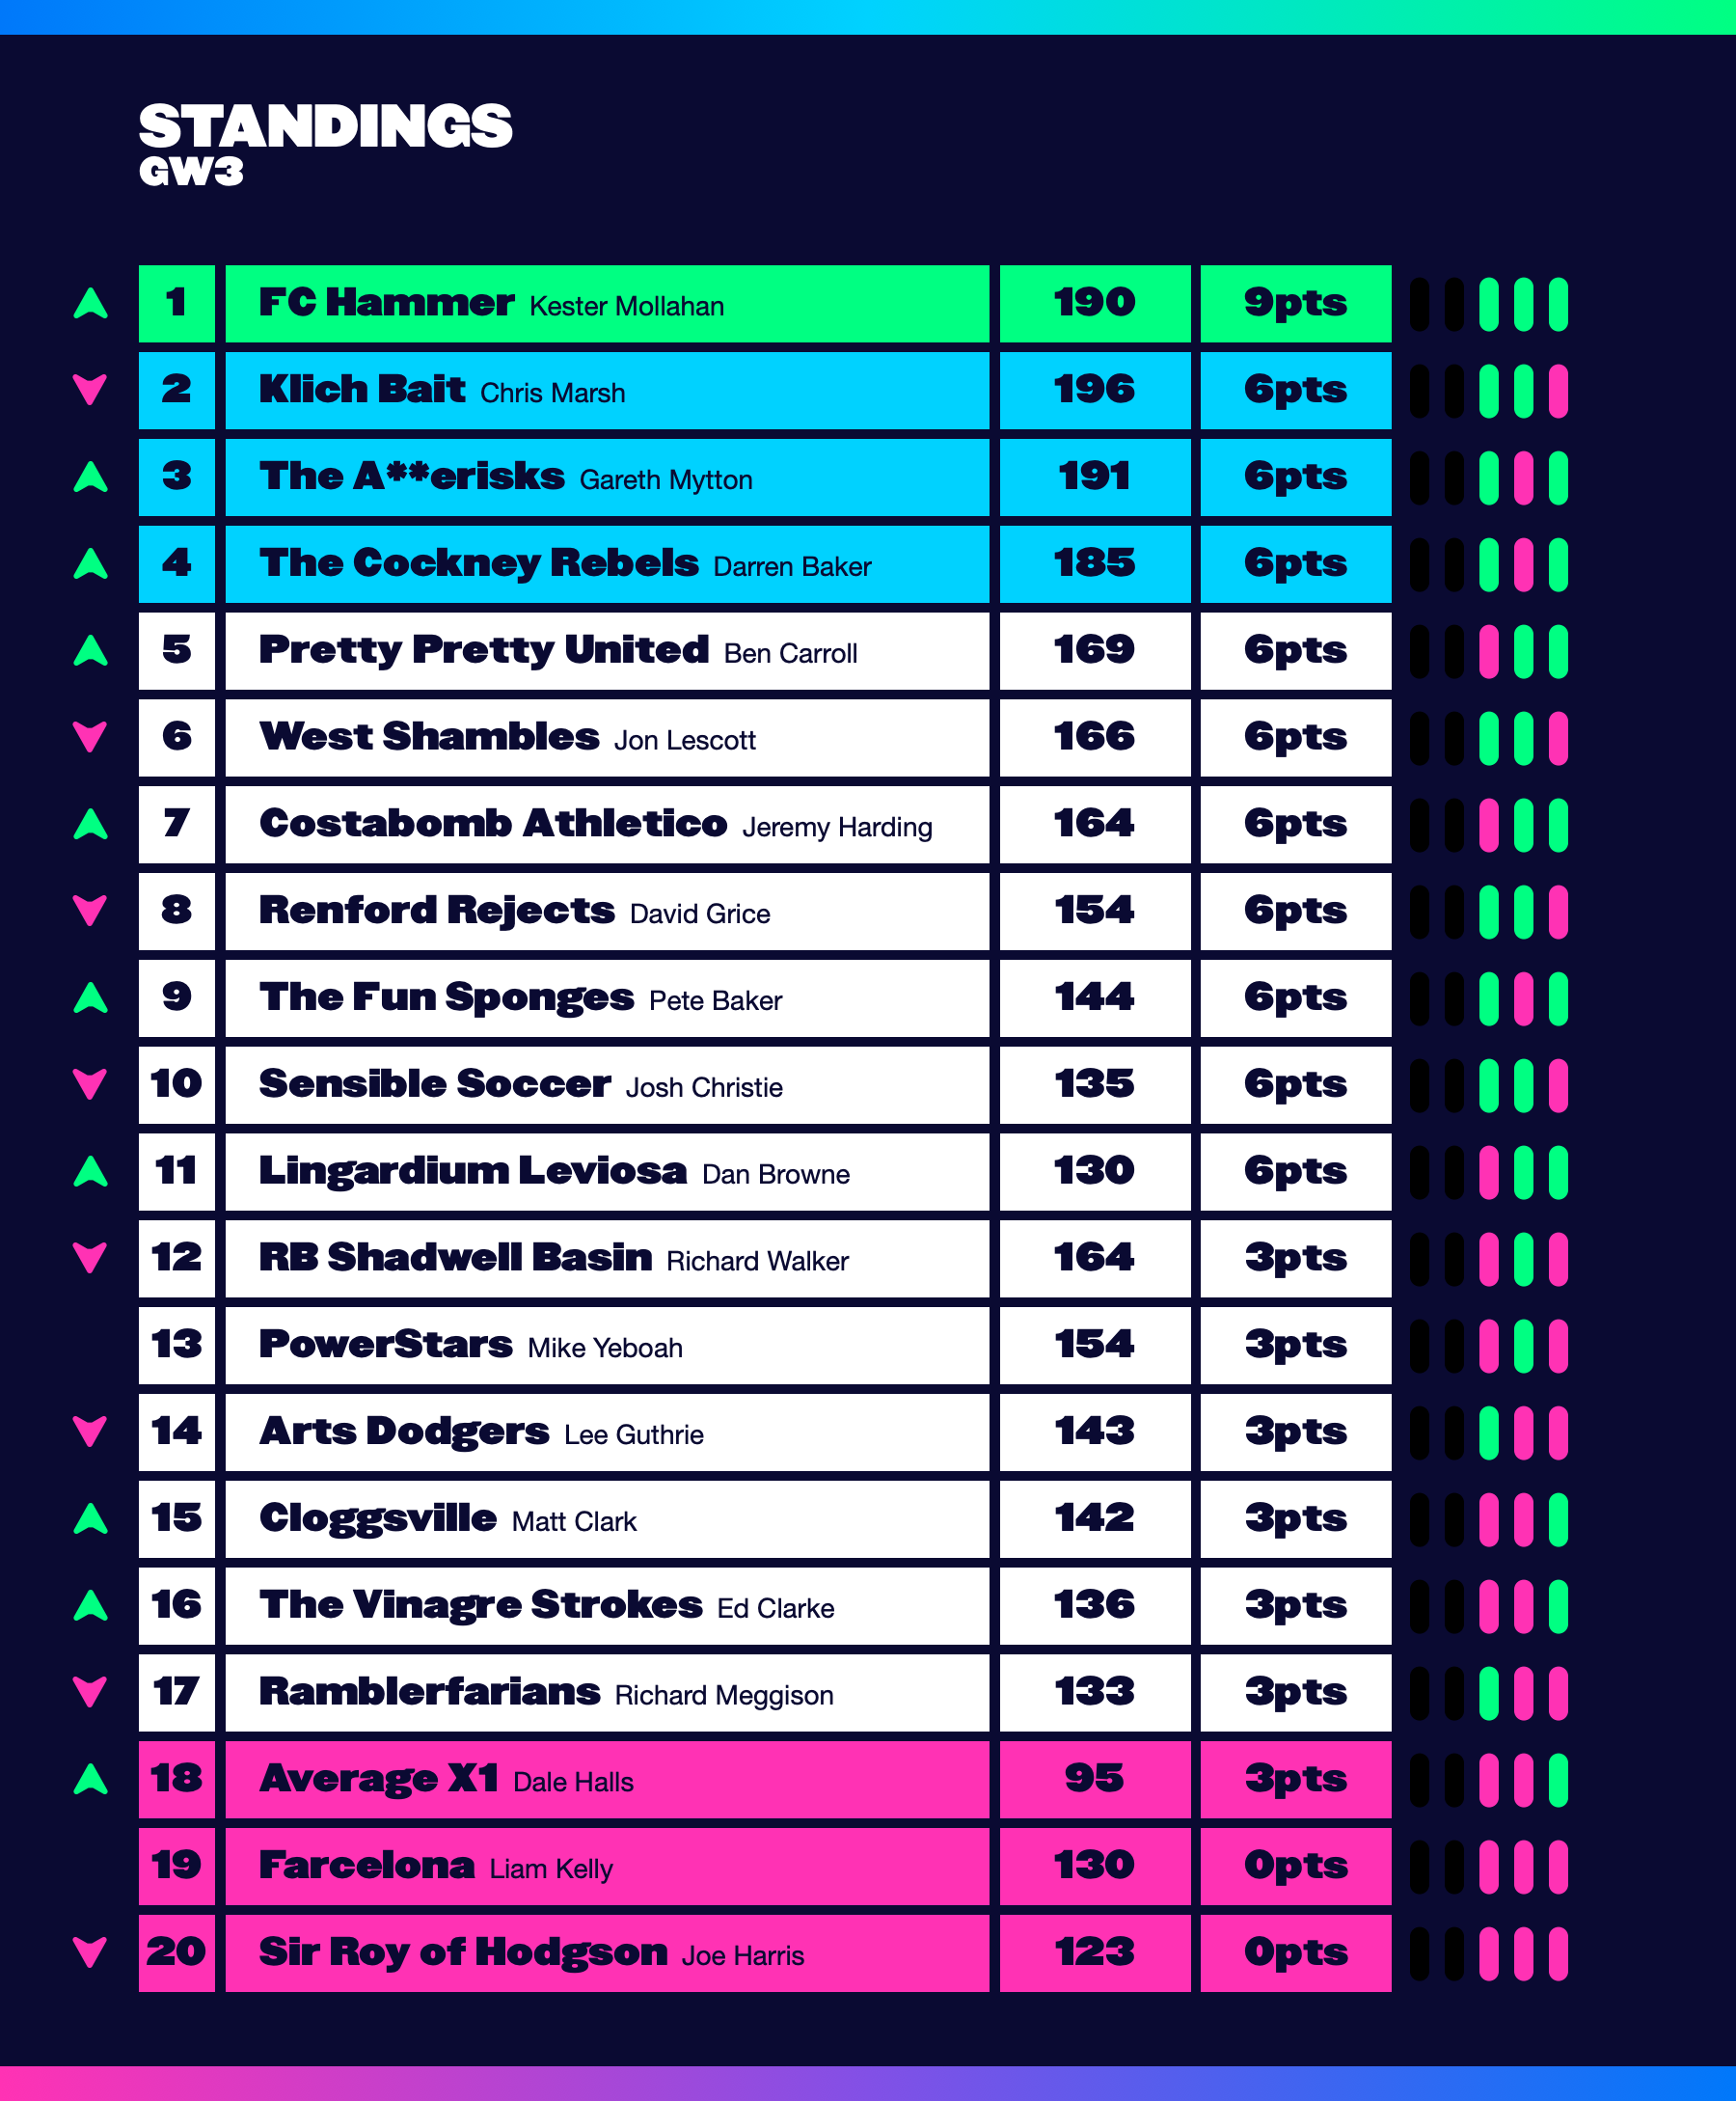 STANDINGS
GW3
1 FC Hammer Kester Mollahan 190 9pts
2 Klich Bait Chris Marsh 196 6pts
3 The A**erisks Gareth Mytton 191 6pts
4 The Cockney Rebels Darren Baker 185 6pts
5 Pretty Pretty United Ben Carroll 169 6pts
6 West Shambles Jon Lescott 166 6pts
7 Costabomb Athletico Jeremy Harding 164 6pts
8 Renford Rejects David Grice 154 6pts
9 The Fun Sponges Pete Baker 144 6pts
10 Sensible Soccer Josh Christie 135 6pts
11 Lingardium Leviosa Dan Browne 130 6pts
12 RB Shadwell Basin Richard Walker 164 3pts
13 PowerStars Mike Yeboah 154 3pts
14 Arts Dodgers Lee Guthrie 143 3pts
15 Cloggsville Matt Clark 142 3pts
16 The Vinagre Strokes Ed Clarke 136 3pts
17 Ramblerfarians Richard Meggison 133 3pts
18 Average X1 Dale Halls 95 3pts
19 Farcelona Liam Kelly 130 0pts
20 Sir Roy of Hodgson Joe Harris 123 0pts